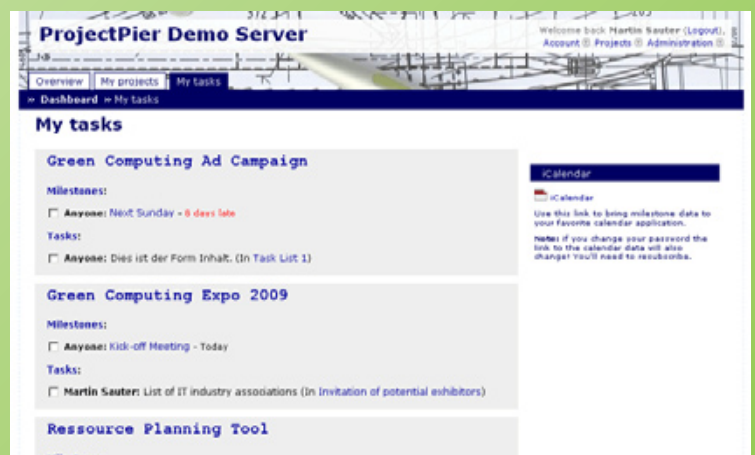 ProjectPier Demo Server
Welcome back Martin Sauter (Logout),
Account Projects Administration
Overview My projects My tasks
» Dashboard » My tasks
My tasks
Green Computing Ad Campaign
Milestones:
Anyone: Next Sunday - 8 days late
Tasks:
Anyone: Dies ist der Form Inhalt. (In Task List 1)
Green Computing Expo 2009
Milestones:
Anyone: Kick-off Meeting - Today
Tasks:
Martin Sauter: List of IT industry associations (In Invitation of potential exhibitors)
Ressource Planning Tool
iCalendar
iCalendar
Use this link to bring milestone data to
your favorite calendar application.
Note: if you change your password the
link to the calendar data will also
change! You'll need to resubscribe.